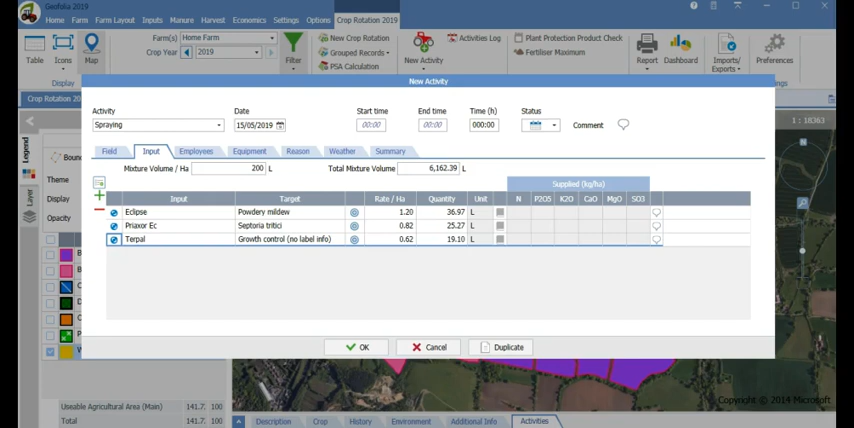 Geofolia 2019
Home Farm Farm Layout Inputs Manure Harvest Economics Settings Options Crop Rotation 2019
Table Icons Map
Display
Farm(s) Home Farm
Crop Year 2019
Filter
New Crop Rotation
Grouped Records
PSA Calculation
New Activity
Activities Log
Plant Protection Product Check
Fertiliser Maximum
Report Dashboard
Imports/
Exports
Preferences
New Activity
Crop Rotation 20
1 : 18363
Legend
Layer
Theme
Display
Opacity
Activity Date Start time End time Time (h) Status
Spraying 15/05/2019 00:00 00:00 000:00 Comment
Field Input Employees Equipment Reason Weather Summary
Mixture Volume / Ha 200 L Total Mixture Volume 6,162.39 L
Supplied (kg/ha)
Input Target Rate / Ha Quantity Unit N P2O5 K2O CaO MgO SO3
Eclipse Powdery mildew 1.20 36.97 L
Priaxor Ec Septoria tritici 0.82 25.27 L
Terpal Growth control (no label info) 0.62 19.10 L
OK Cancel Duplicate
Useable Agricultural Area (Main) 141.7 100
Total 141.7 100
Copyright © 2014 Microsoft
Description Crop History Environment Additional Info Activities